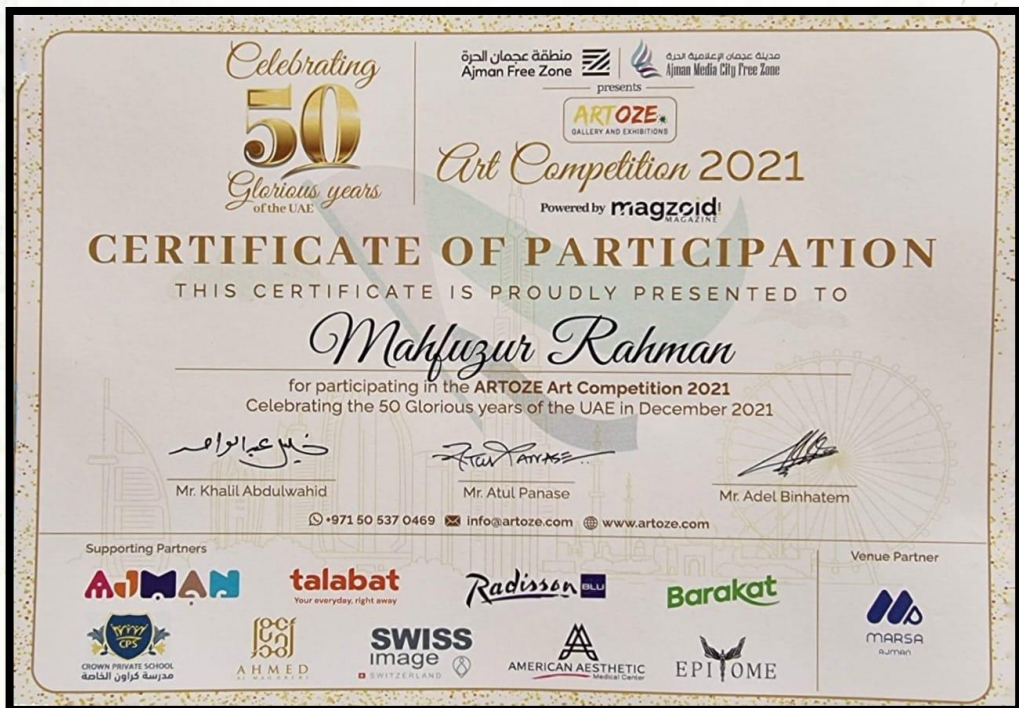 Celebrating
50
Glorious years
of the UAE
منطقة عجمان الحرة
Ajman Free Zone
مدينة عجمان الإعلامية الحرة
Ajman Media City Free Zone
presents
ARTOZE
GALLERY AND EXHIBITIONS
Art Competition 2021
Powered by magzoid!
MAGAZINE
CERTIFICATE OF PARTICIPATION
THIS CERTIFICATE IS PROUDLY PRESENTED TO
Mahfuzur Rahman
for participating in the ARTOZE Art Competition 2021
Celebrating the 50 Glorious years of the UAE in December 2021
خليل عبدالواحد
Atul Panase
Mr. Khalil Abdulwahid
Mr. Atul Panase
Mr. Adel Binhatem
+971 50 537 0469 info@artoze.com www.artoze.com
Supporting Partners
Venue Partner
AJMAN
talabat
Your everyday, right away
Radisson BLU
Barakat
MARSA
AJMAN
CPS
CROWN PRIVATE SCHOOL
مدرسة كراون الخاصة
AHMED
AL MAGHRIBI
SWISS
image
SWITZERLAND
AMERICAN AESTHETIC
Medical Center
EPITOME